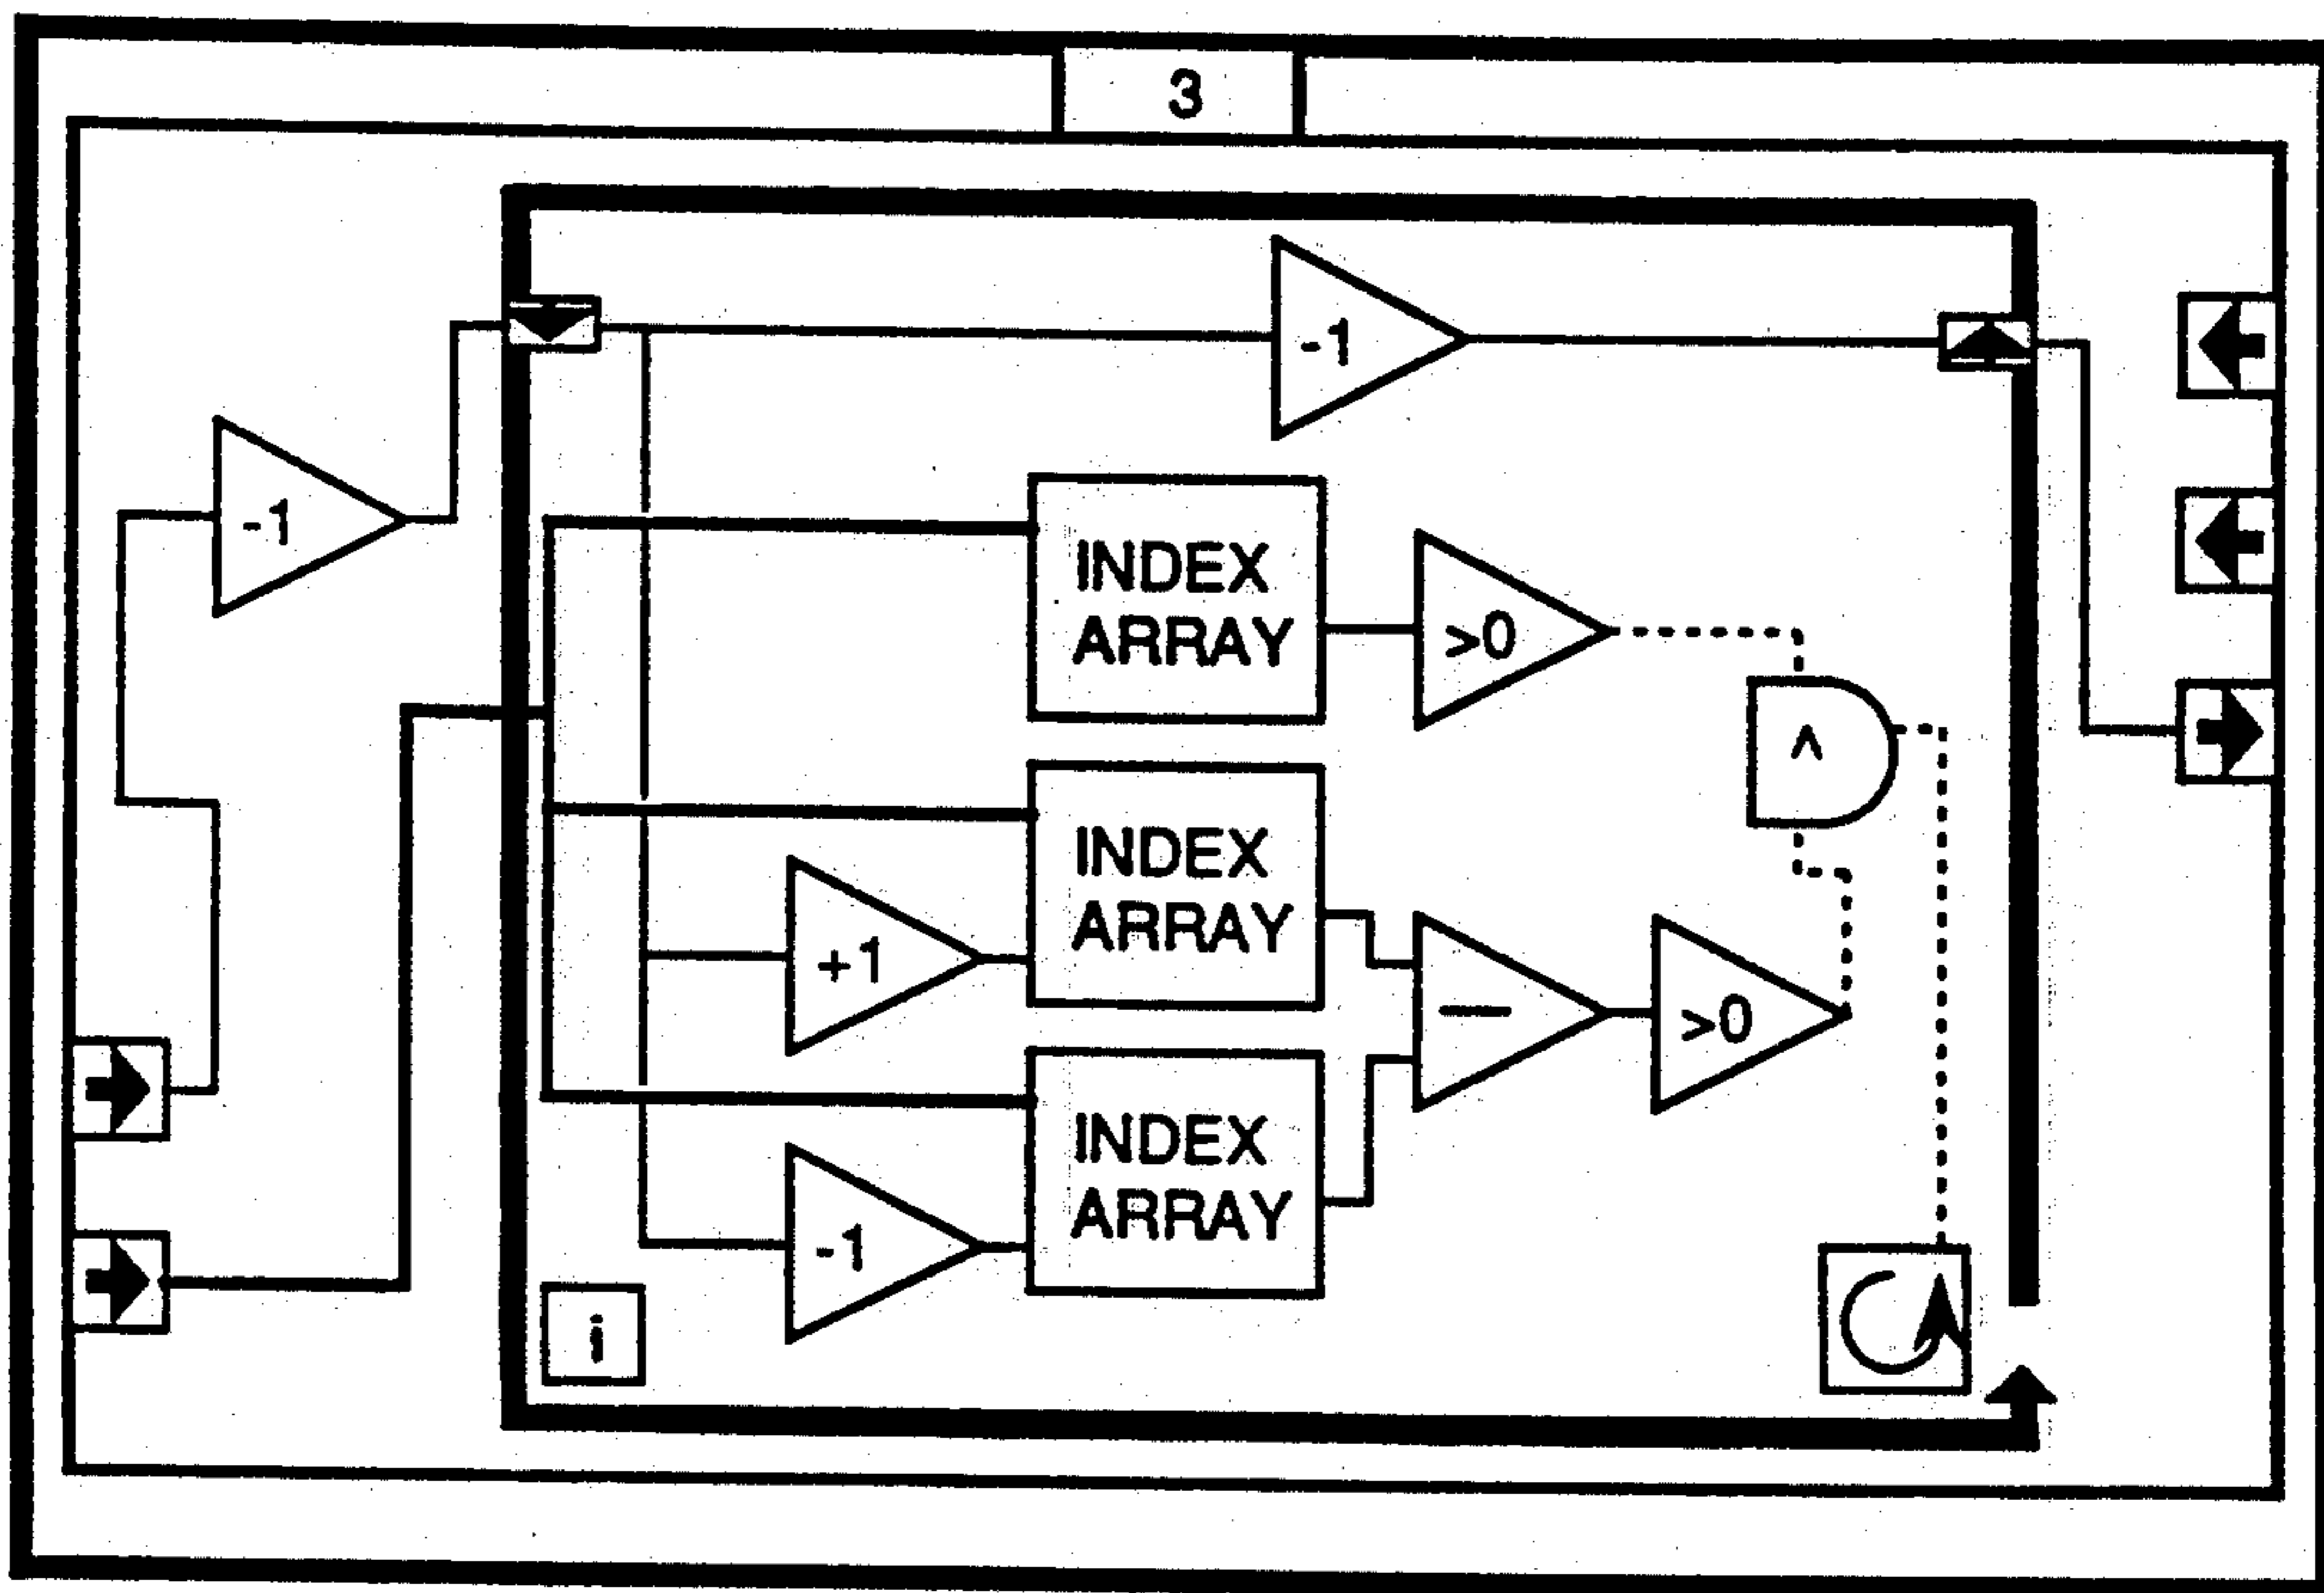 3
-1
-1
INDEX
ARRAY
>0
^
INDEX
ARRAY
+1
—
>0
INDEX
ARRAY
-1
i